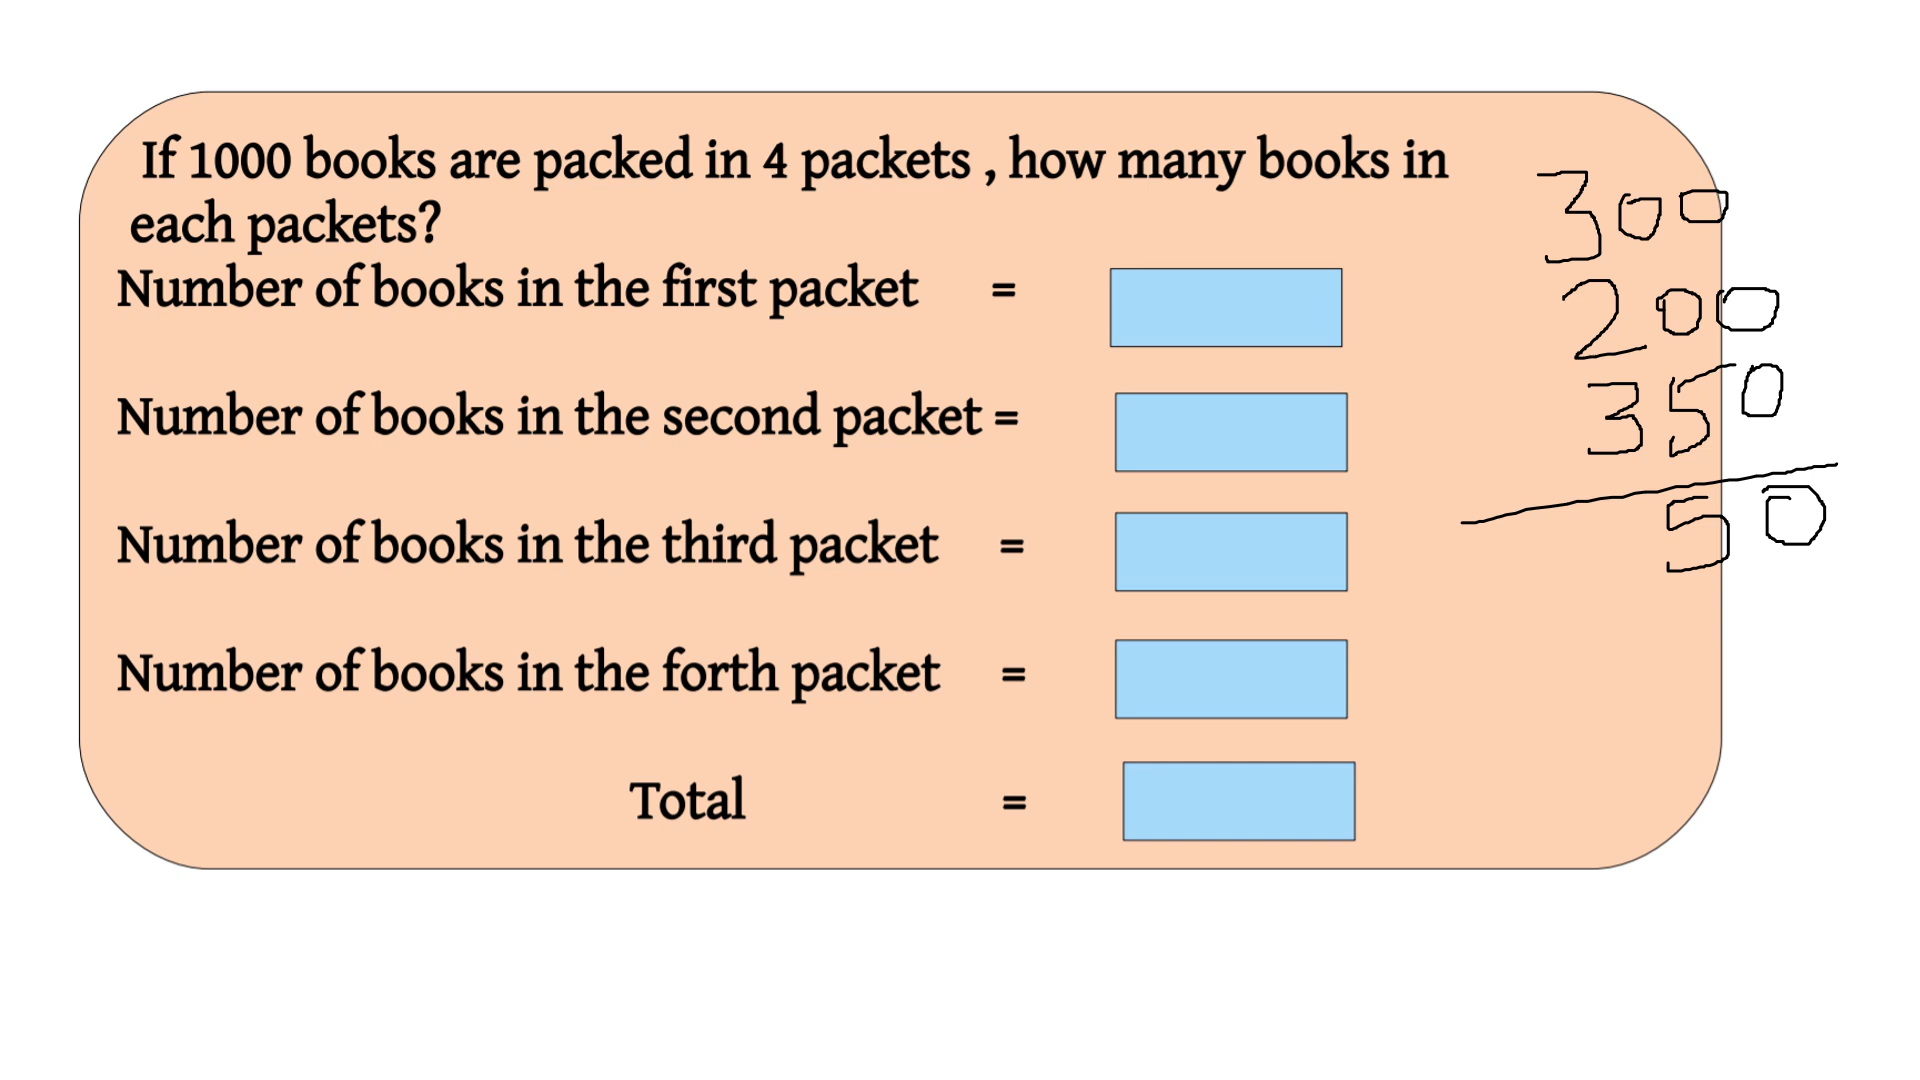 If 1000 books are packed in 4 packets , how many books in
each packets?
Number of books in the first packet =
Number of books in the second packet =
Number of books in the third packet =
Number of books in the forth packet =
Total =
300
200
350
50